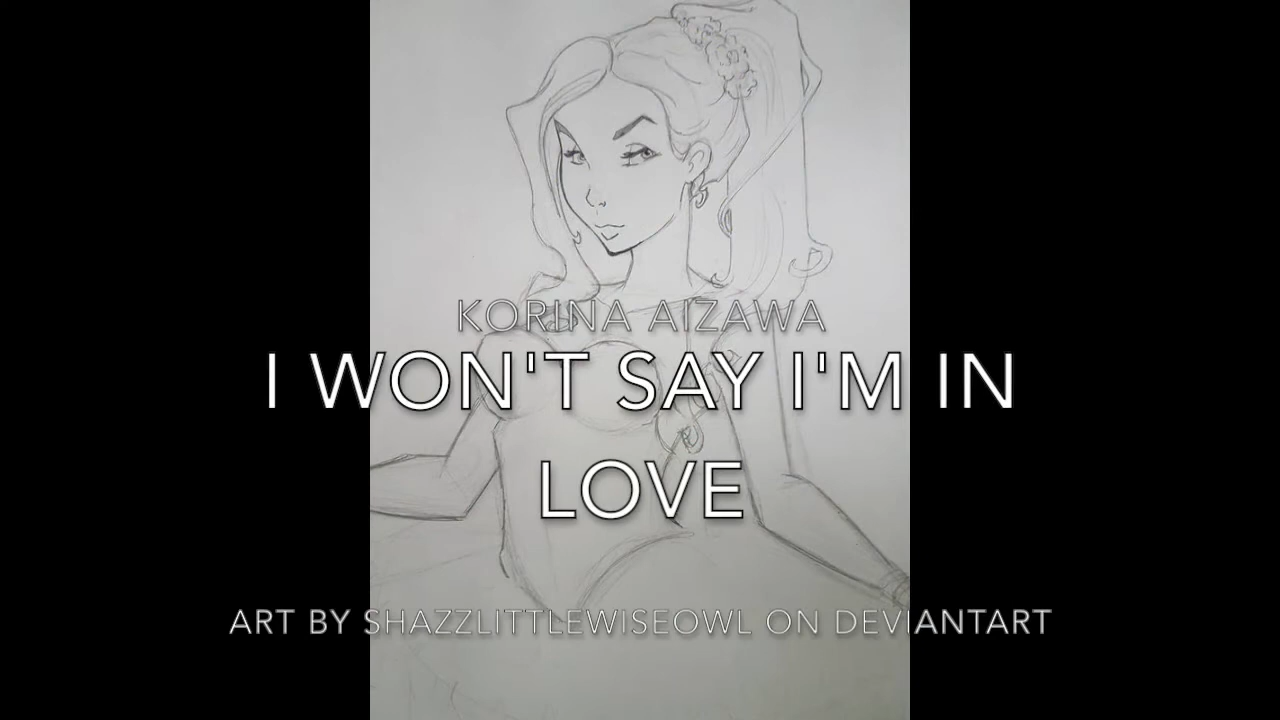 KORINA AIZAWA
I WON'T SAY I'M IN
LOVE
ART BY SHAZZLITTLEWISEOWL ON DEVIANTART